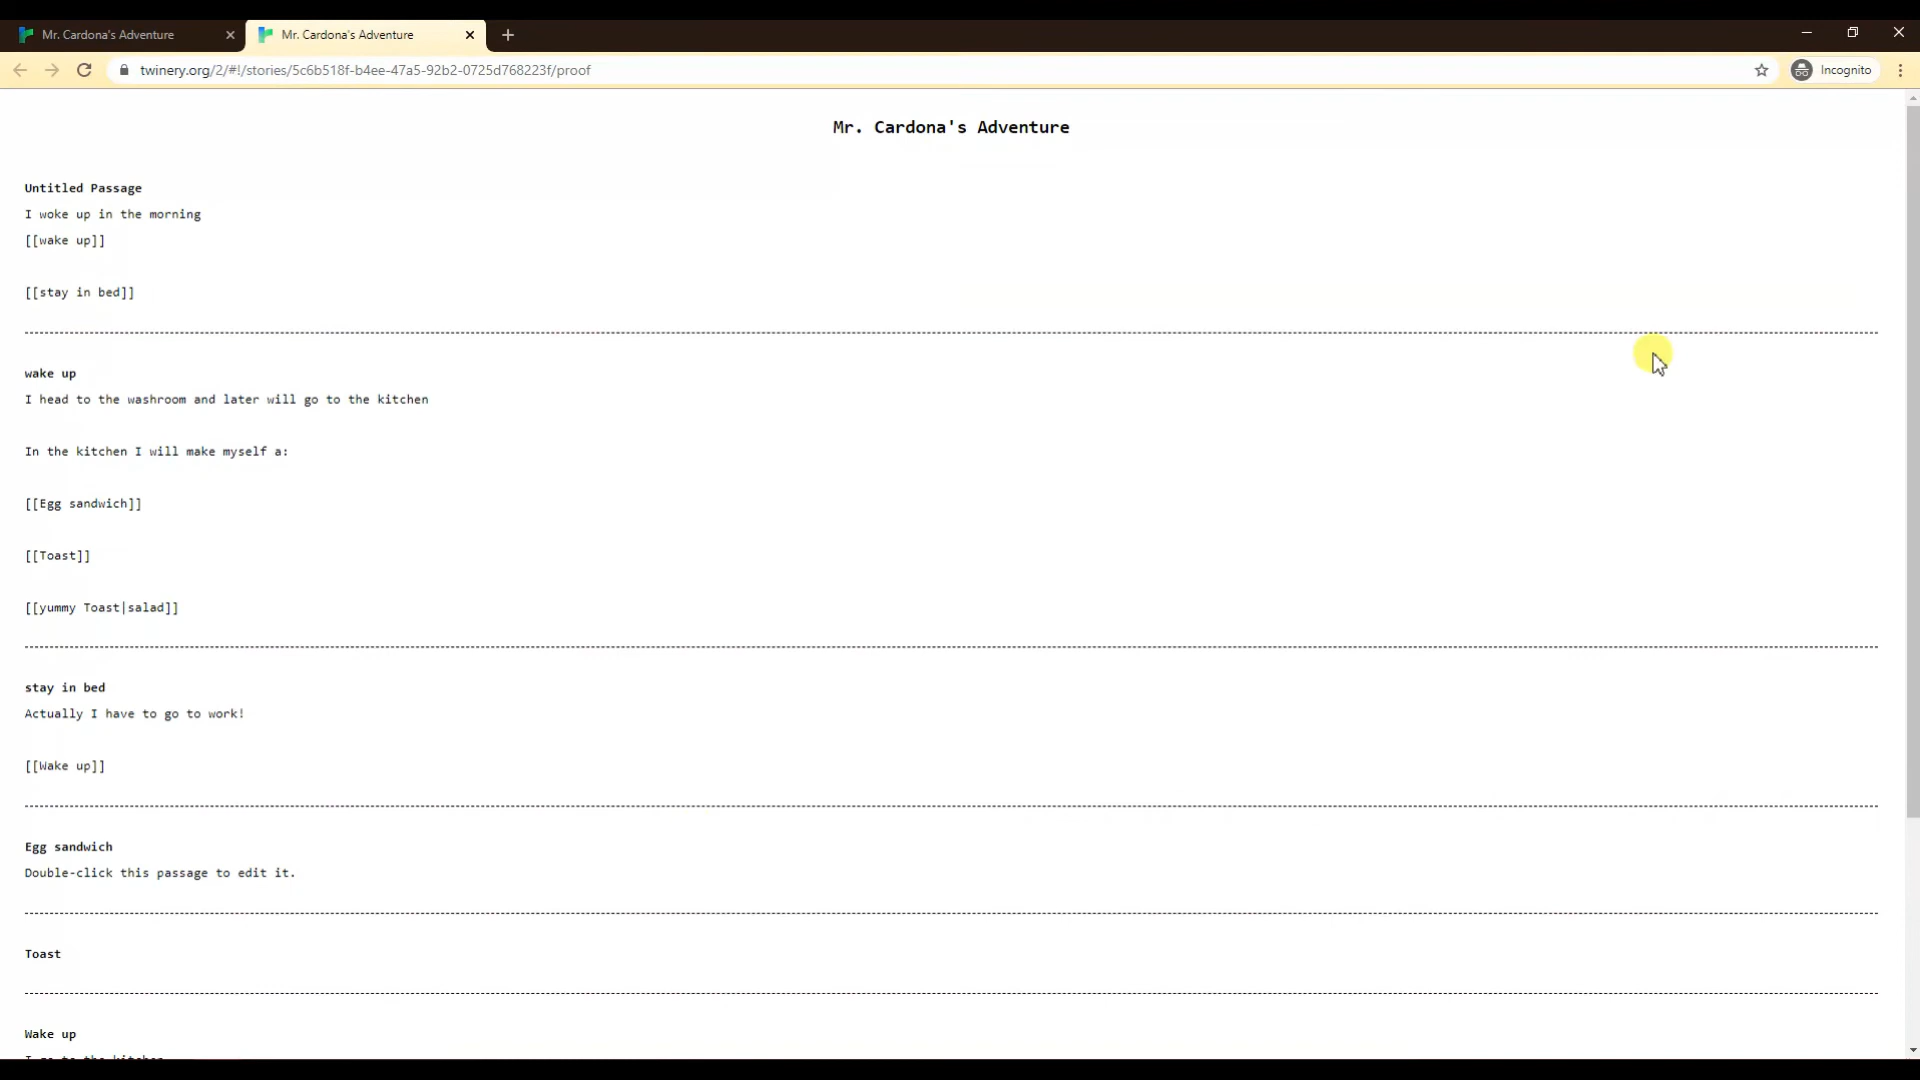 Mr. Cardona's Adventure
Mr. Cardona's Adventure
twinery.org/2/#!/stories/5c6b518f-b4ee-47a5-92b2-0725d768223f/proof
Incognito
Mr. Cardona's Adventure
Untitled Passage
I woke up in the morning
[[wake up]]
[[stay in bed]]
wake up
I head to the washroom and later will go to the kitchen
In the kitchen I will make myself a:
[[Egg sandwich]]
[[Toast]]
[[yummy Toast|salad]]
stay in bed
Actually I have to go to work!
[[Wake up]]
Egg sandwich
Double-click this passage to edit it.
Toast
Wake up
I go to the kitchen